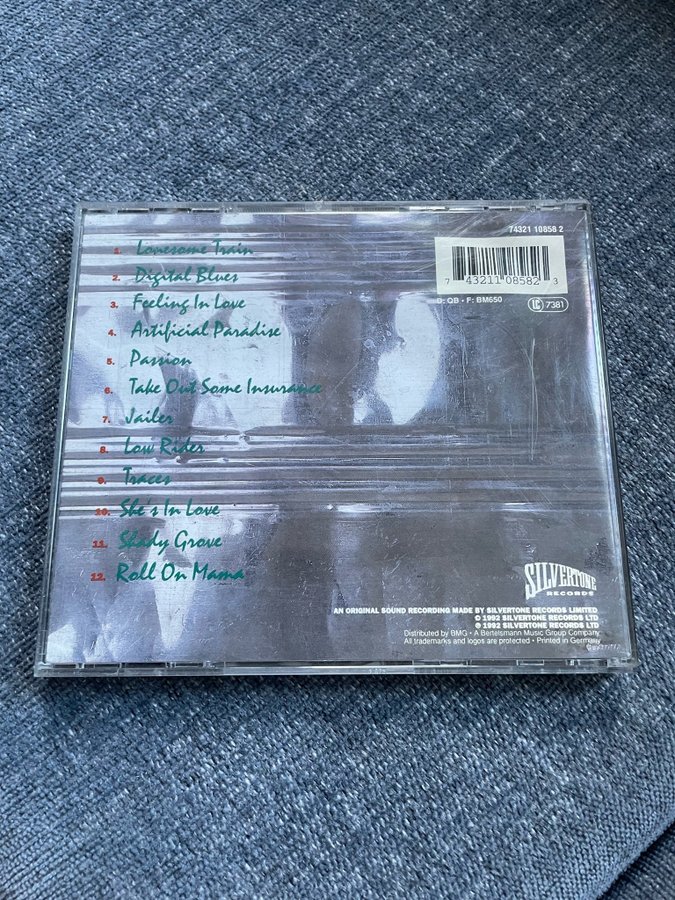 74321 10858 2
7 43211 08582 3
D: QB • F: BM650
LC 7381
1. Lonesome Train
2. Digital Blues
3. Feeling In Love
4. Artificial Paradise
5. Passion
6. Take Out Some Insurance
7. Jailer
8. Low Rider
9. Traces
10. She's In Love
11. Shady Grove
12. Roll On Mama
SILVERTONE
RECORDS
AN ORIGINAL SOUND RECORDING MADE BY SILVERTONE RECORDS LIMITED
℗ 1992 SILVERTONE RECORDS LTD
© 1992 SILVERTONE RECORDS LTD
Distributed by BMG • A Bertelsmann Music Group Company
All trademarks and logos are protected • Printed in Germany